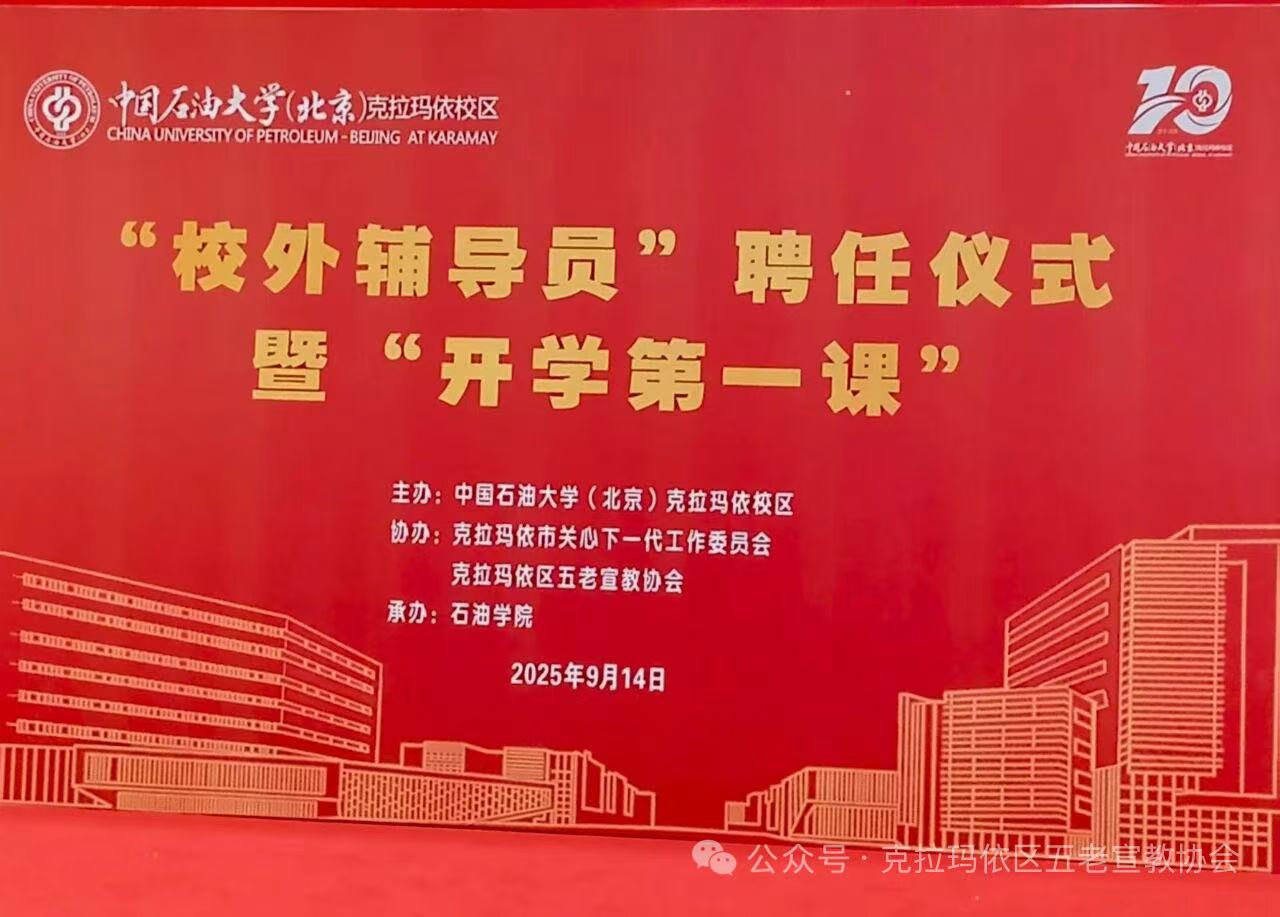 中国石油大学(北京)克拉玛依校区
CHINA UNIVERSITY OF PETROLEUM - BEIJING AT KARAMAY
10
“校外辅导员”聘任仪式
暨“开学第一课”
主办：中国石油大学（北京）克拉玛依校区
协办：克拉玛依市关心下一代工作委员会
克拉玛依区五老宣教协会
承办：石油学院
2025年9月14日
公众号·克拉玛依区五老宣教协会